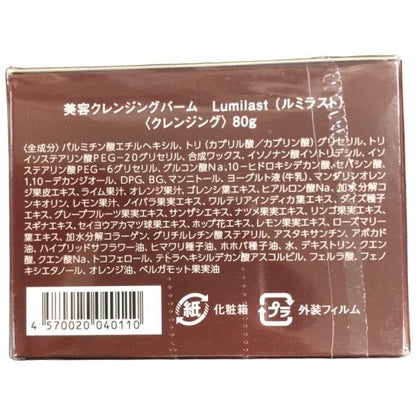 美容クレンジングバーム Lumilast（ルミラスト）
〈クレンジング〉80g
〈全成分〉パルミチン酸エチルヘキシル、トリ（カプリル酸/カプリン酸）グリセリル、トリ
イソステアリン酸PEG-20グリセリル、合成ワックス、イソノナン酸イソトリデシル、イソ
ステアリン酸PEG-6グリセリル、グルコン酸Na、10-ヒドロキシデカン酸、セバシン酸、
1,10-デカンジオール、DPG、BG、マンニトール、ヨーグルト液（牛乳）、マンダリンオレ
ンジ果皮エキス、ライム果汁、オレンジ果汁、ゴレンシ葉エキス、ヒアルロン酸Na、加水分解コ
ンキオリン、レモン果汁、ノイバラ果実エキス、ワルテリアインディカ葉エキス、ダイズ種子
エキス、グレープフルーツ果実エキス、サンザシエキス、ナツメ果実エキス、リンゴ果実エキス、
スギナエキス、セイヨウアカマツ球果エキス、ホップ花エキス、レモン果実エキス、ローズマリー葉
エキス、加水分解コラーゲン、グリチルレチン酸ステアリル、アスタキサンチン、アボカド
油、ハイブリッドサフラワー油、ヒマワリ種子油、ホホバ種子油、水、デキストリン、クエン
酸、クエン酸Na、トコフェロール、テトラヘキシルデカン酸アスコルビル、フェルラ酸、フェノ
キシエタノール、オレンジ油、ベルガモット果実油
4 570020 040110
紙 化粧箱
プラ 外装フィルム